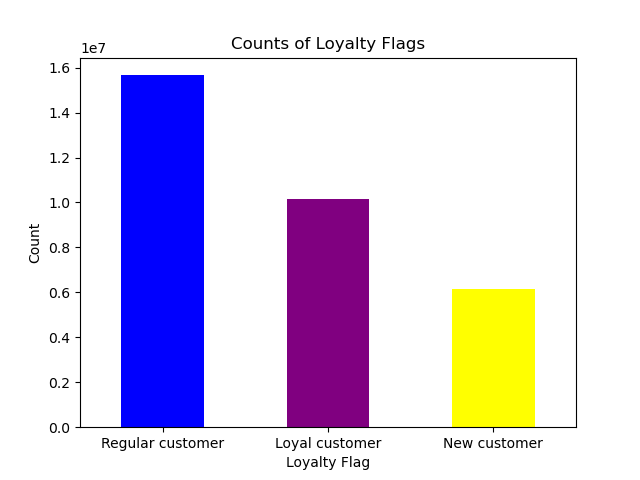 Counts of Loyalty Flags
1e7
1.6
1.4
1.2
1.0
0.8
0.6
0.4
0.2
0.0
Count
Regular customer
Loyal customer
New customer
Loyalty Flag